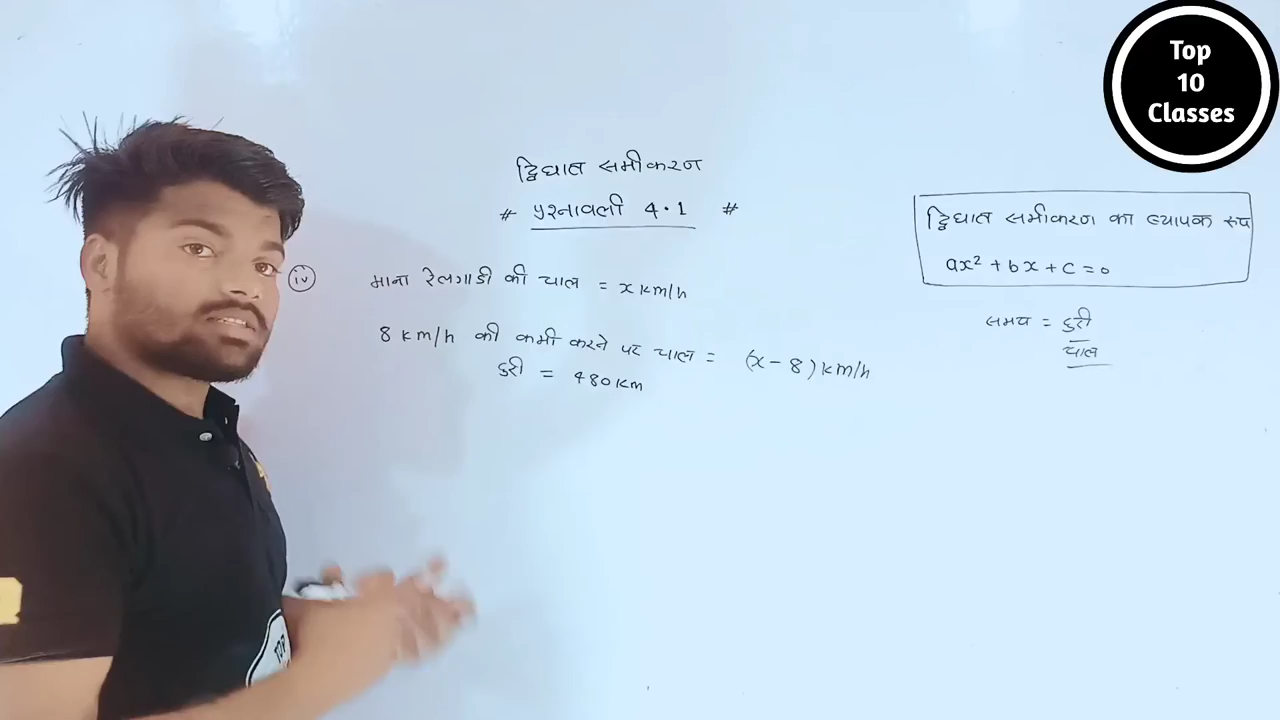 Top
10
Classes
द्विघात समीकरण
# प्रश्नावली 4.1 #
द्विघात समीकरण का व्यापक रूप
ax² + bx + c = 0
iv माना रेलगाडी की चाल = x km/h
8 km/h की कमी करने पर चाल = (x - 8) km/h
दुरी = 480 km
समय = दुरी
चाल
TOP